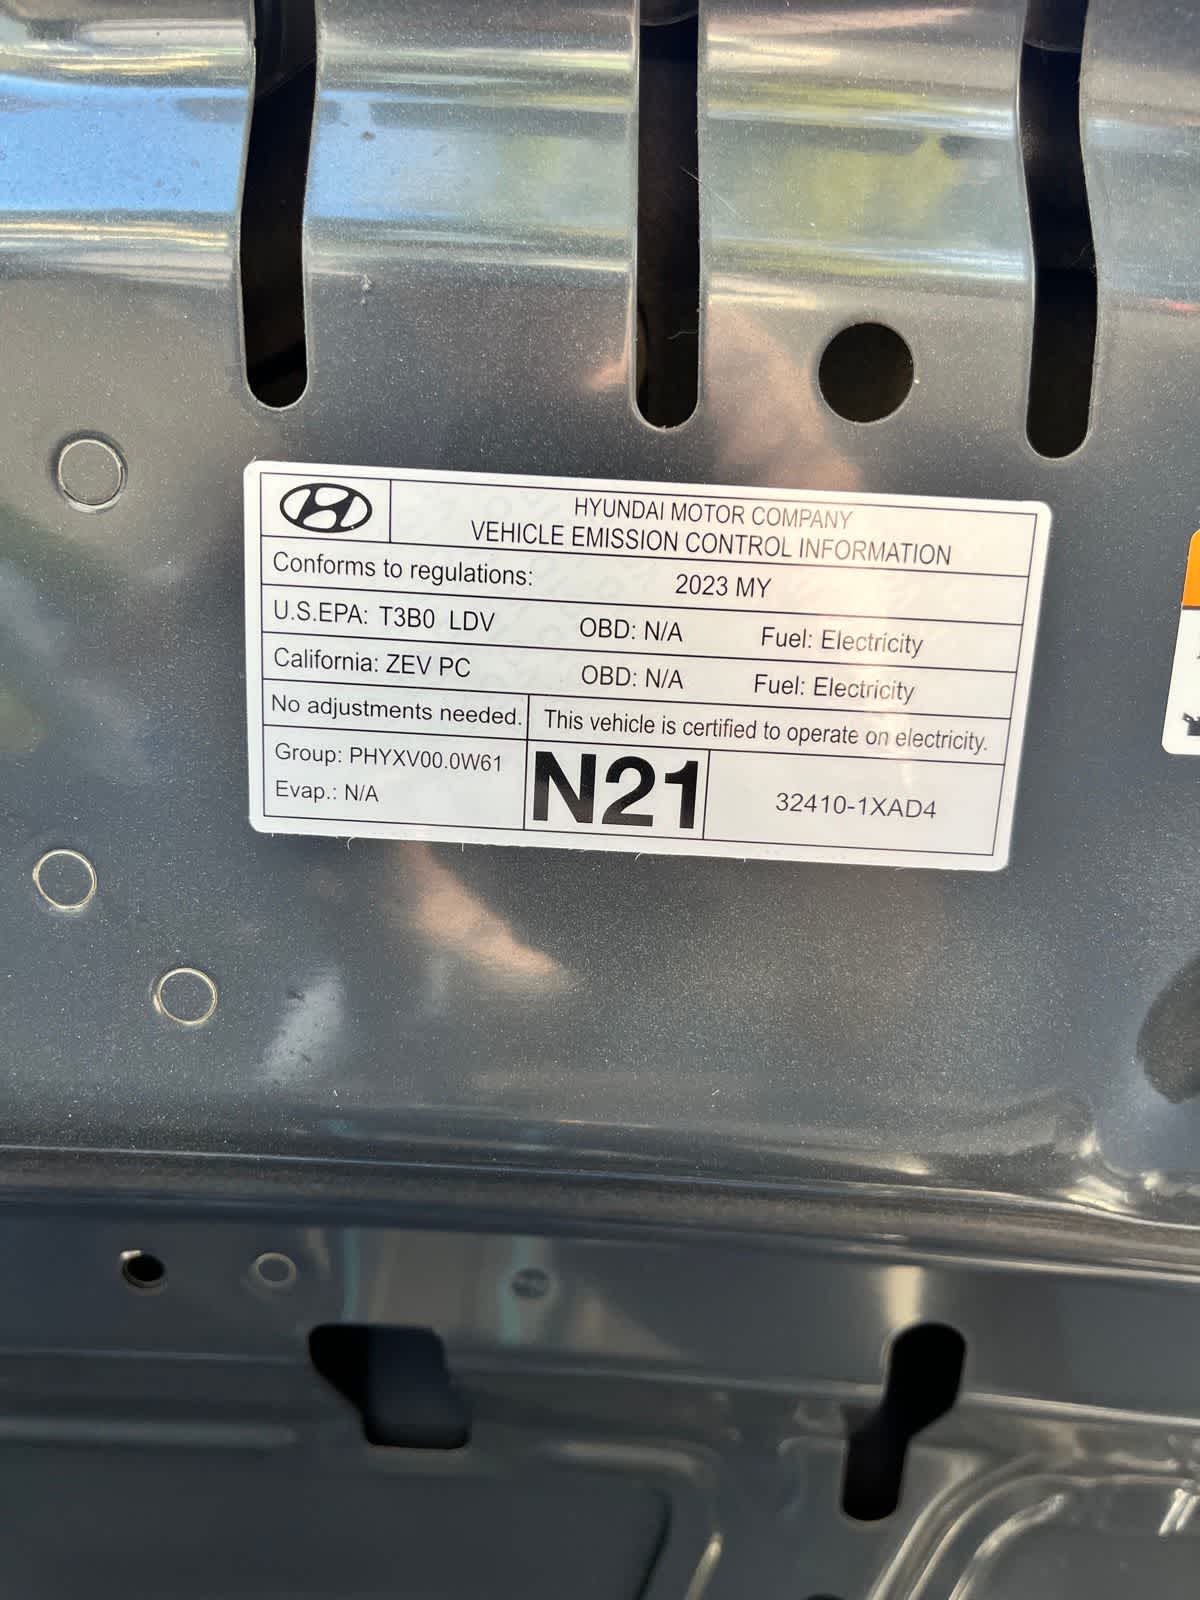 HYUNDAI MOTOR COMPANY
VEHICLE EMISSION CONTROL INFORMATION
Conforms to regulations: 2023 MY
U.S.EPA: T3B0 LDV OBD: N/A Fuel: Electricity
California: ZEV PC OBD: N/A Fuel: Electricity
No adjustments needed. This vehicle is certified to operate on electricity.
Group: PHYXV00.0W61
Evap.: N/A
N21
32410-1XAD4